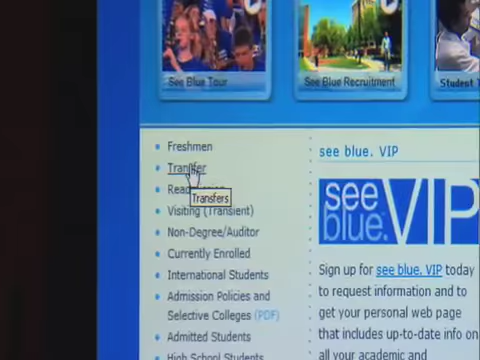 See Blue Tour
See Blue Recruitment
Student
Freshmen
Transfer
Transfers
Visiting (Transient)
Non-Degree/Auditor
Currently Enrolled
International Students
Admission Policies and
Selective Colleges (PDF)
Admitted Students
High School Students
see blue. VIP
see
blue. VIP
Sign up for see blue. VIP today
to request information and to
get your personal web page
that includes up-to-date info on
all your academic and